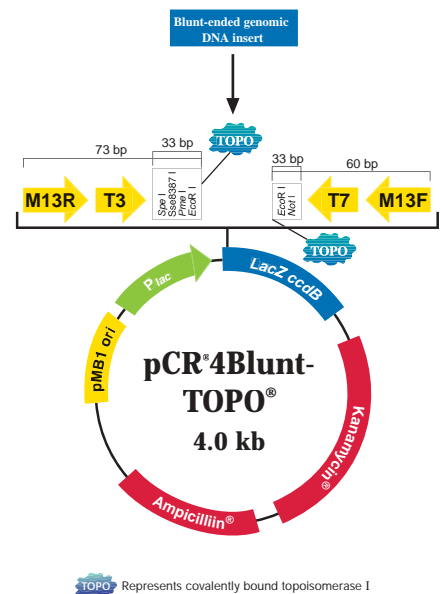 Blunt-ended genomic
DNA insert
TOPO
73 bp
33 bp
33 bp
60 bp
M13R
T3
Spe I
Sse8387 I
Pme I
EcoR I
EcoR I
Not I
T7
M13F
TOPO
P lac
LacZ ccdB
pMB1 ori
pCR®4Blunt-
TOPO®
4.0 kb
Kanamycin®
Ampicilliin®
TOPO Represents covalently bound topoisomerase I